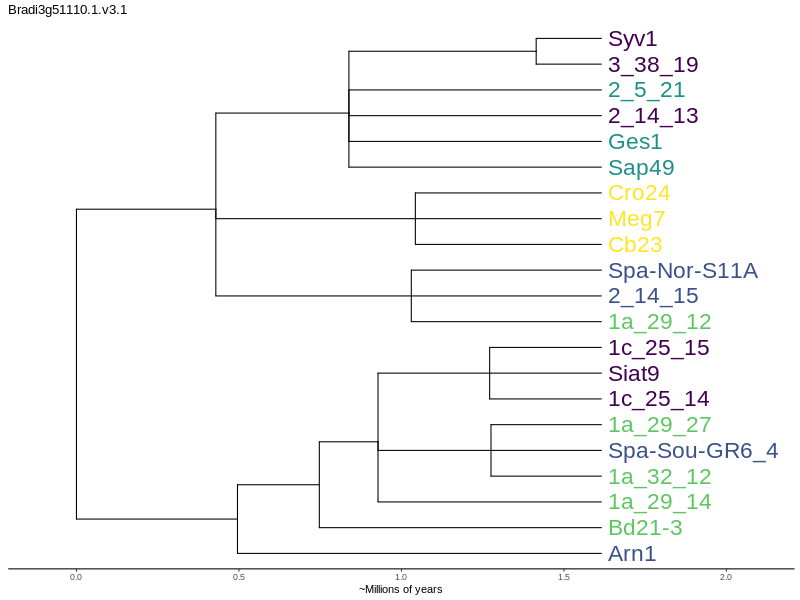 Bradi3g51110.1.v3.1
Syv1
3_38_19
2_5_21
2_14_13
Ges1
Sap49
Cro24
Meg7
Cb23
Spa-Nor-S11A
2_14_15
1a_29_12
1c_25_15
Siat9
1c_25_14
1a_29_27
Spa-Sou-GR6_4
1a_32_12
1a_29_14
Bd21-3
Arn1
0.0 0.5 1.0 1.5 2.0
~Millions of years